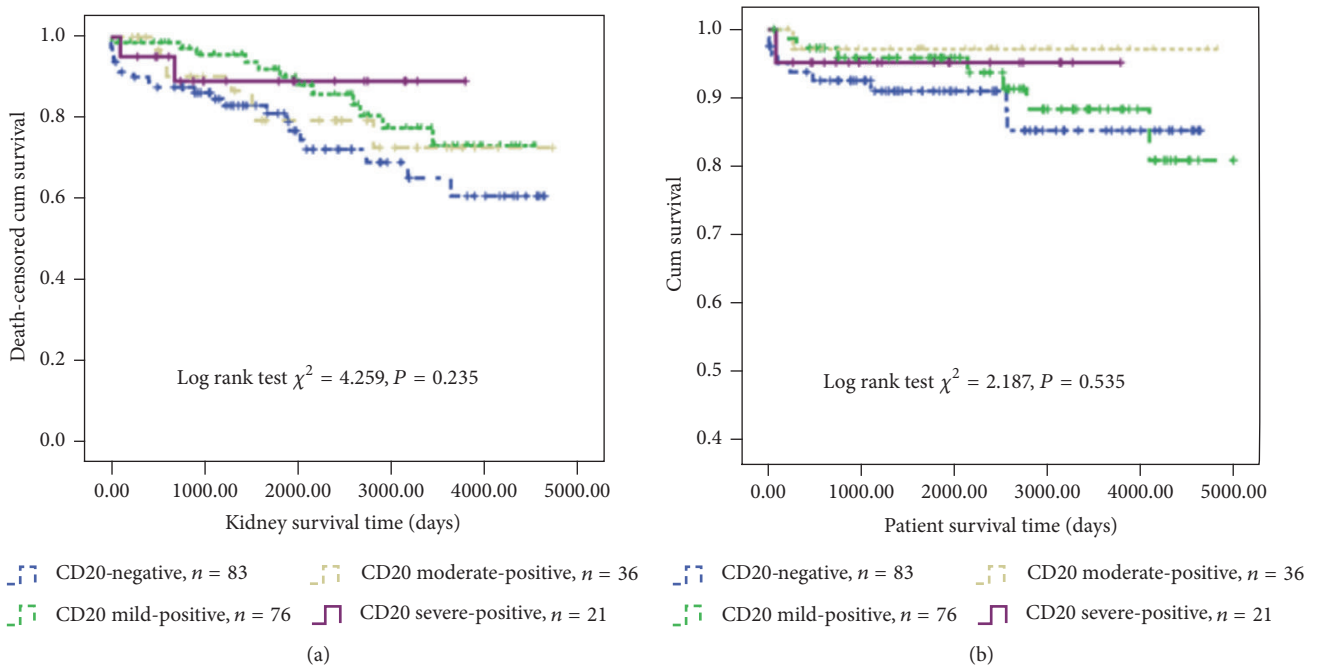 1.0
0.8
0.6
0.4
0.2
0.0
Death-censored cum survival
Log rank test χ² = 4.259, P = 0.235
0.00 1000.00 2000.00 3000.00 4000.00 5000.00
Kidney survival time (days)
CD20-negative, n = 83
CD20 moderate-positive, n = 36
CD20 mild-positive, n = 76
CD20 severe-positive, n = 21
(a)
1.0
0.9
0.8
0.7
0.6
0.5
0.4
Cum survival
Log rank test χ² = 2.187, P = 0.535
0.00 1000.00 2000.00 3000.00 4000.00 5000.00
Patient survival time (days)
CD20-negative, n = 83
CD20 moderate-positive, n = 36
CD20 mild-positive, n = 76
CD20 severe-positive, n = 21
(b)